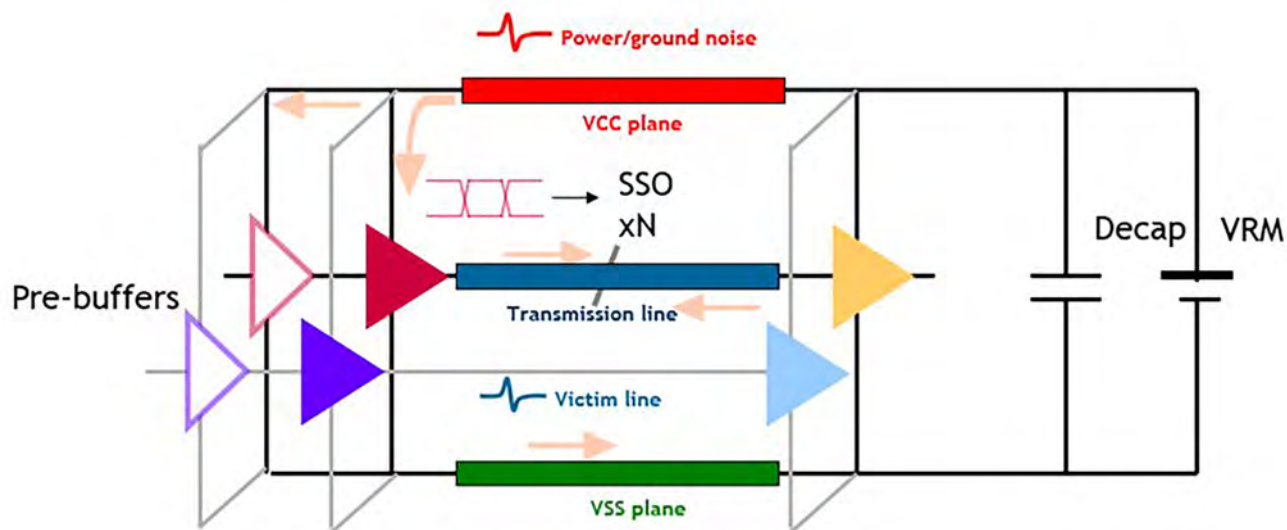 Power/ground noise
VCC plane
SSO
xN
Decap
VRM
Pre-buffers
Transmission line
Victim line
VSS plane